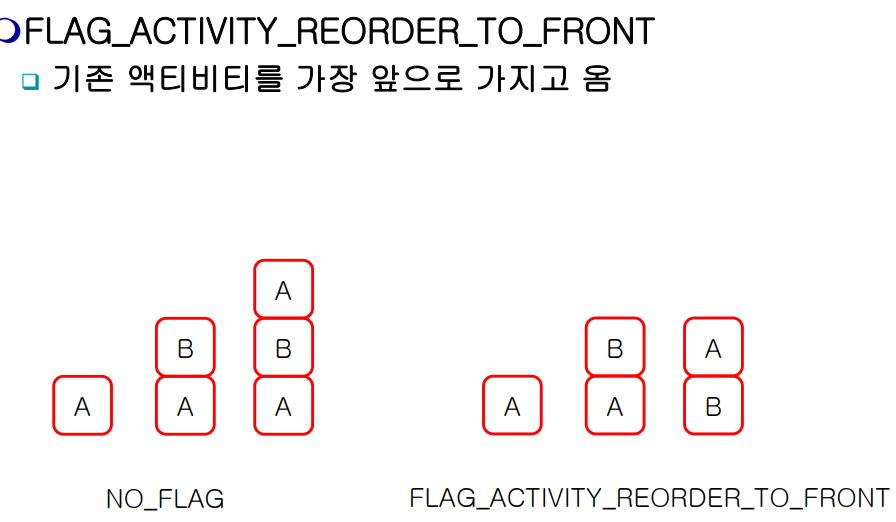 FLAG_ACTIVITY_REORDER_TO_FRONT
기존 액티비티를 가장 앞으로 가지고 옴
A
B A
A B B A
A A A A B
NO_FLAG FLAG_ACTIVITY_REORDER_TO_FRONT